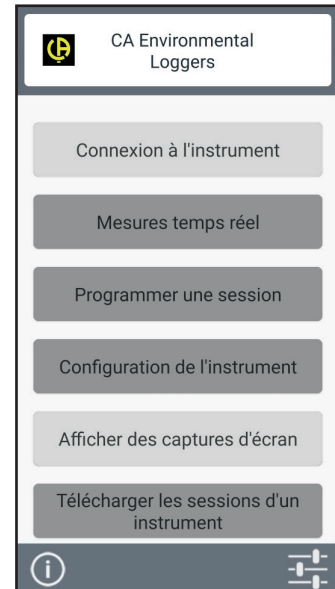 CA Environmental
Loggers
Connexion à l'instrument
Mesures temps réel
Programmer une session
Configuration de l'instrument
Afficher des captures d'écran
Télécharger les sessions d'un
instrument